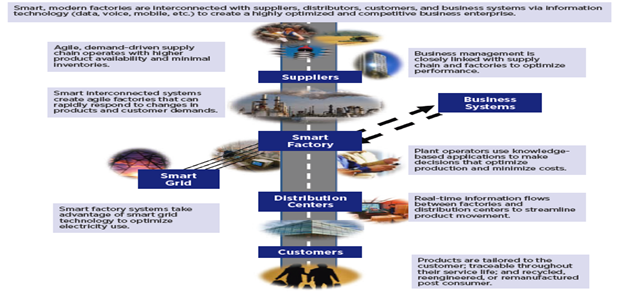 Smart, modern factories are interconnected with suppliers, distributors, customers, and business systems via information
technology (data, voice, mobile, etc.) to create a highly optimized and competitive business enterprise.
Agile, demand-driven supply
chain operates with higher
product availability and minimal
inventories.
Business management is
closely linked with supply
chain and factories to optimize
performance.
Suppliers
Smart interconnected systems
create agile factories that can
rapidly respond to changes in
products and customer demands.
Business
Systems
Smart
Factory
Plant operators use knowledge-
based applications to make
decisions that optimize
production and minimize costs.
Smart
Grid
Distribution
Centers
Real-time information flows
between factories and
distribution centers to streamline
product movement.
Smart factory systems take
advantage of smart grid
technology to optimize
electricity use.
Customers
Products are tailored to the
customer; traceable throughout
their service life; and recycled,
reengineered, or remanufactured
post consumer.